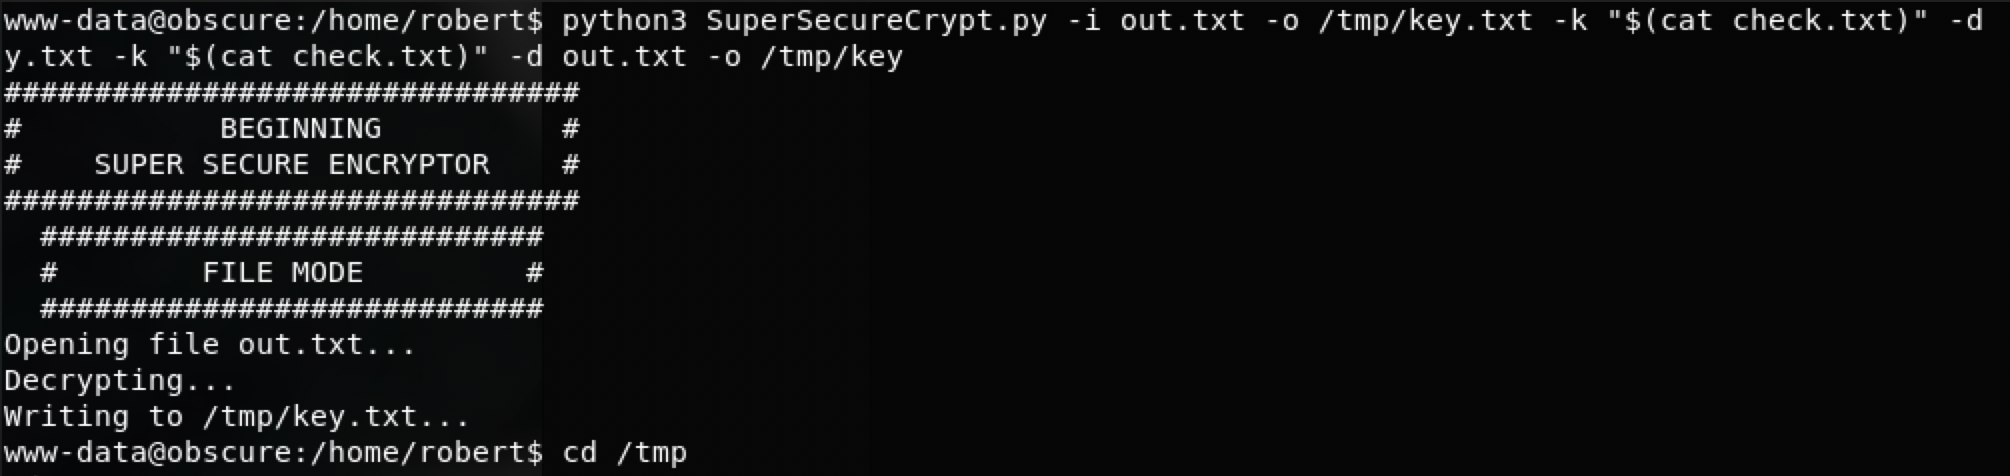 www-data@obscure:/home/robert$ python3 SuperSecureCrypt.py -i out.txt -o /tmp/key.txt -k "$(cat check.txt)" -d
y.txt -k "$(cat check.txt)" -d out.txt -o /tmp/key
################################
#           BEGINNING          #
#    SUPER SECURE ENCRYPTOR    #
################################
  ############################
  #        FILE MODE         #
  ############################
Opening file out.txt...
Decrypting...
Writing to /tmp/key.txt...
www-data@obscure:/home/robert$ cd /tmp